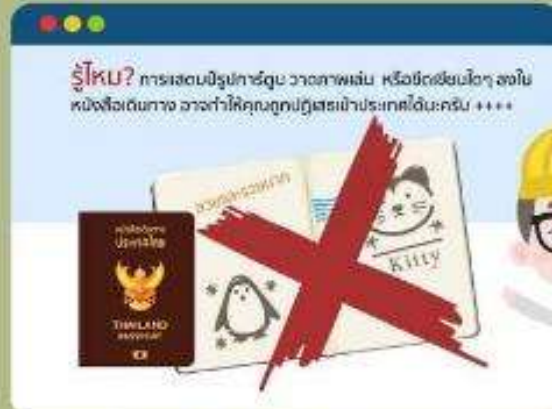 รู้ไหม? การแสตมป์รูปการ์ตูน วาดภาพเล่น หรือขีดเขียนใดๆ ลงใน
หนังสือเดินทาง อาจทำให้คุณถูกปฏิเสธเข้าประเทศได้นะครับ ++++
หนังสือเดินทาง
ประเทศไทย
THAILAND
PASSPORT
Kitty